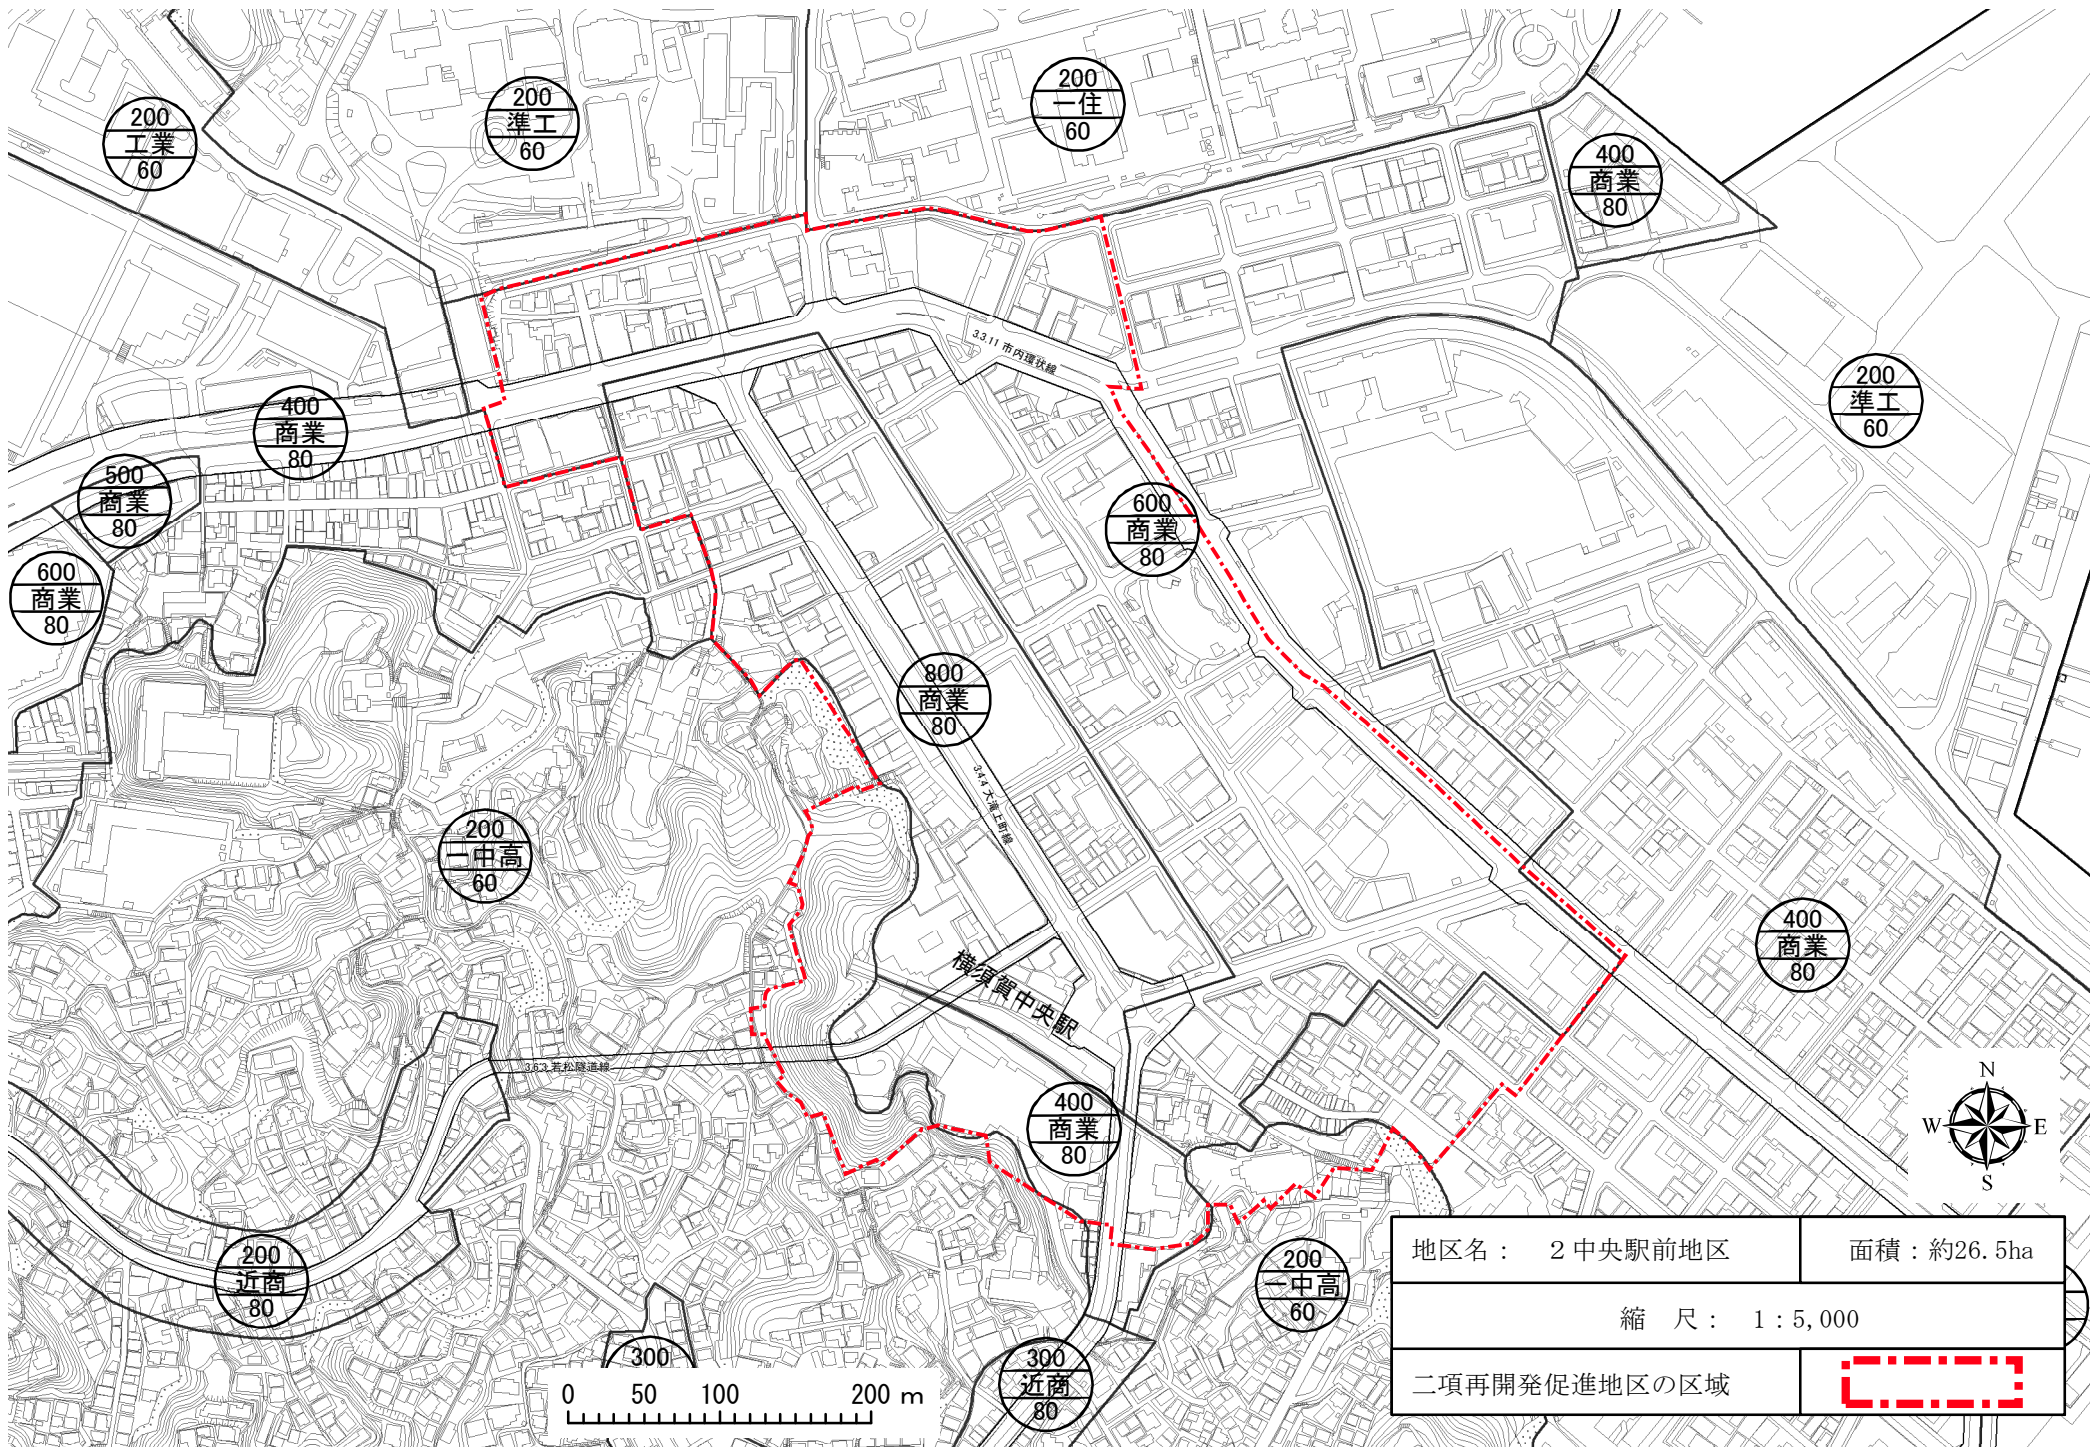 200
一住
60
200
準工
60
200
工業
60
400
商業
80
3.3.11 市内環状線
200
準工
60
400
商業
80
500
商業
80
600
商業
80
600
商業
80
800
商業
80
3.4.4 大滝上町線
200
一中高
60
400
商業
80
横須賀中央駅
3.6.3 若松隧道線
400
商業
80
N
W
E
S
200
近商
80
200
一中高
60
300
300
近商
80
0 50 100 200 m
地区名： ２中央駅前地区
面積：約26.5ha
縮 尺： 1：5,000
二項再開発促進地区の区域